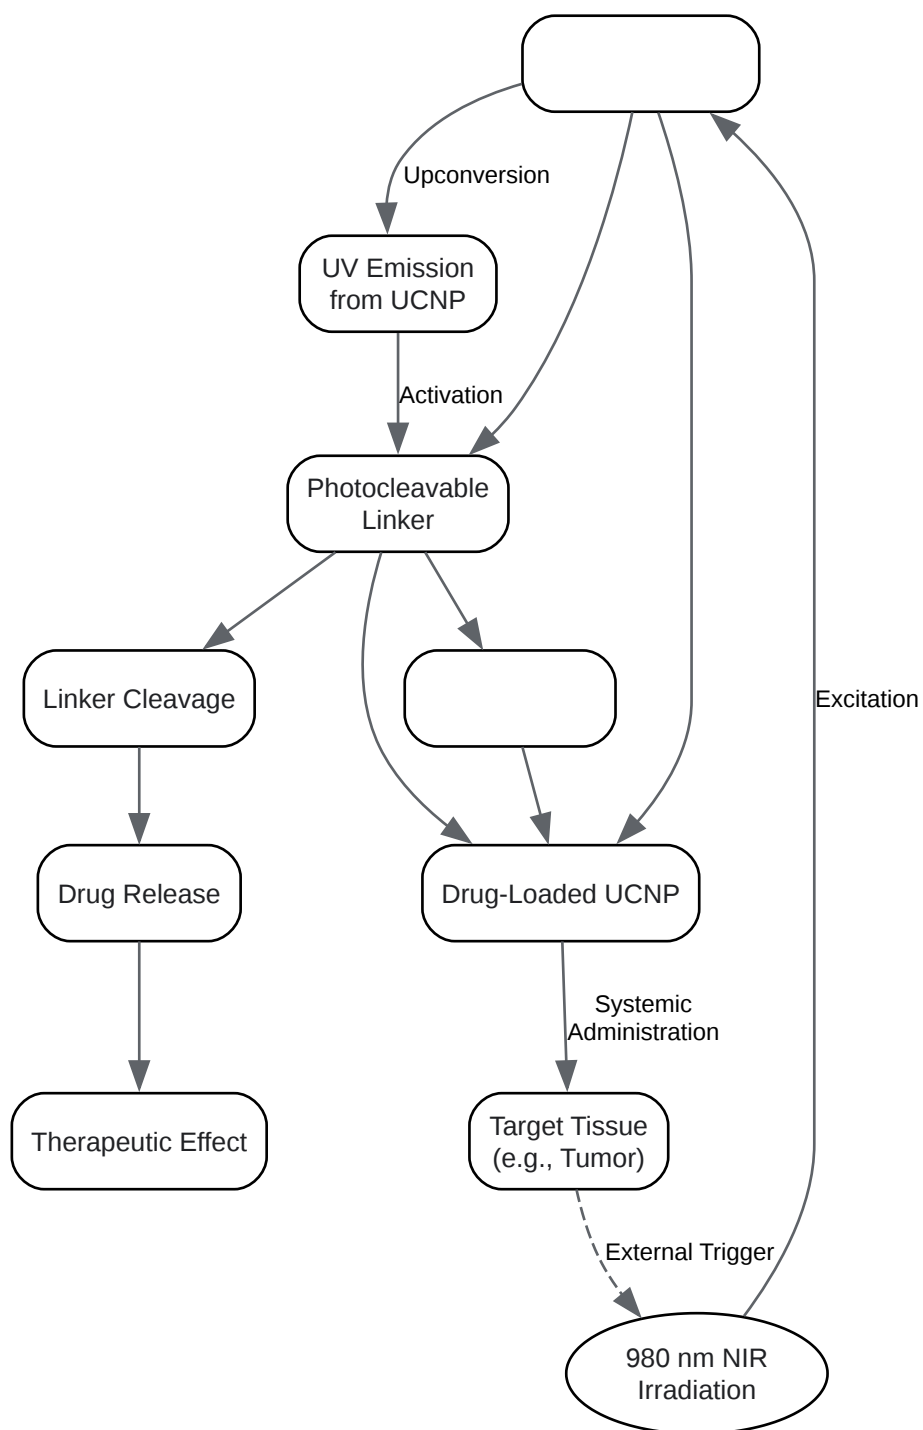 Upconversion
UV Emission
from UCNP
Activation
Photocleavable
Linker
Linker Cleavage
Excitation
Drug Release
Drug-Loaded UCNP
Systemic
Administration
Therapeutic Effect
Target Tissue
(e.g., Tumor)
External Trigger
980 nm NIR
Irradiation